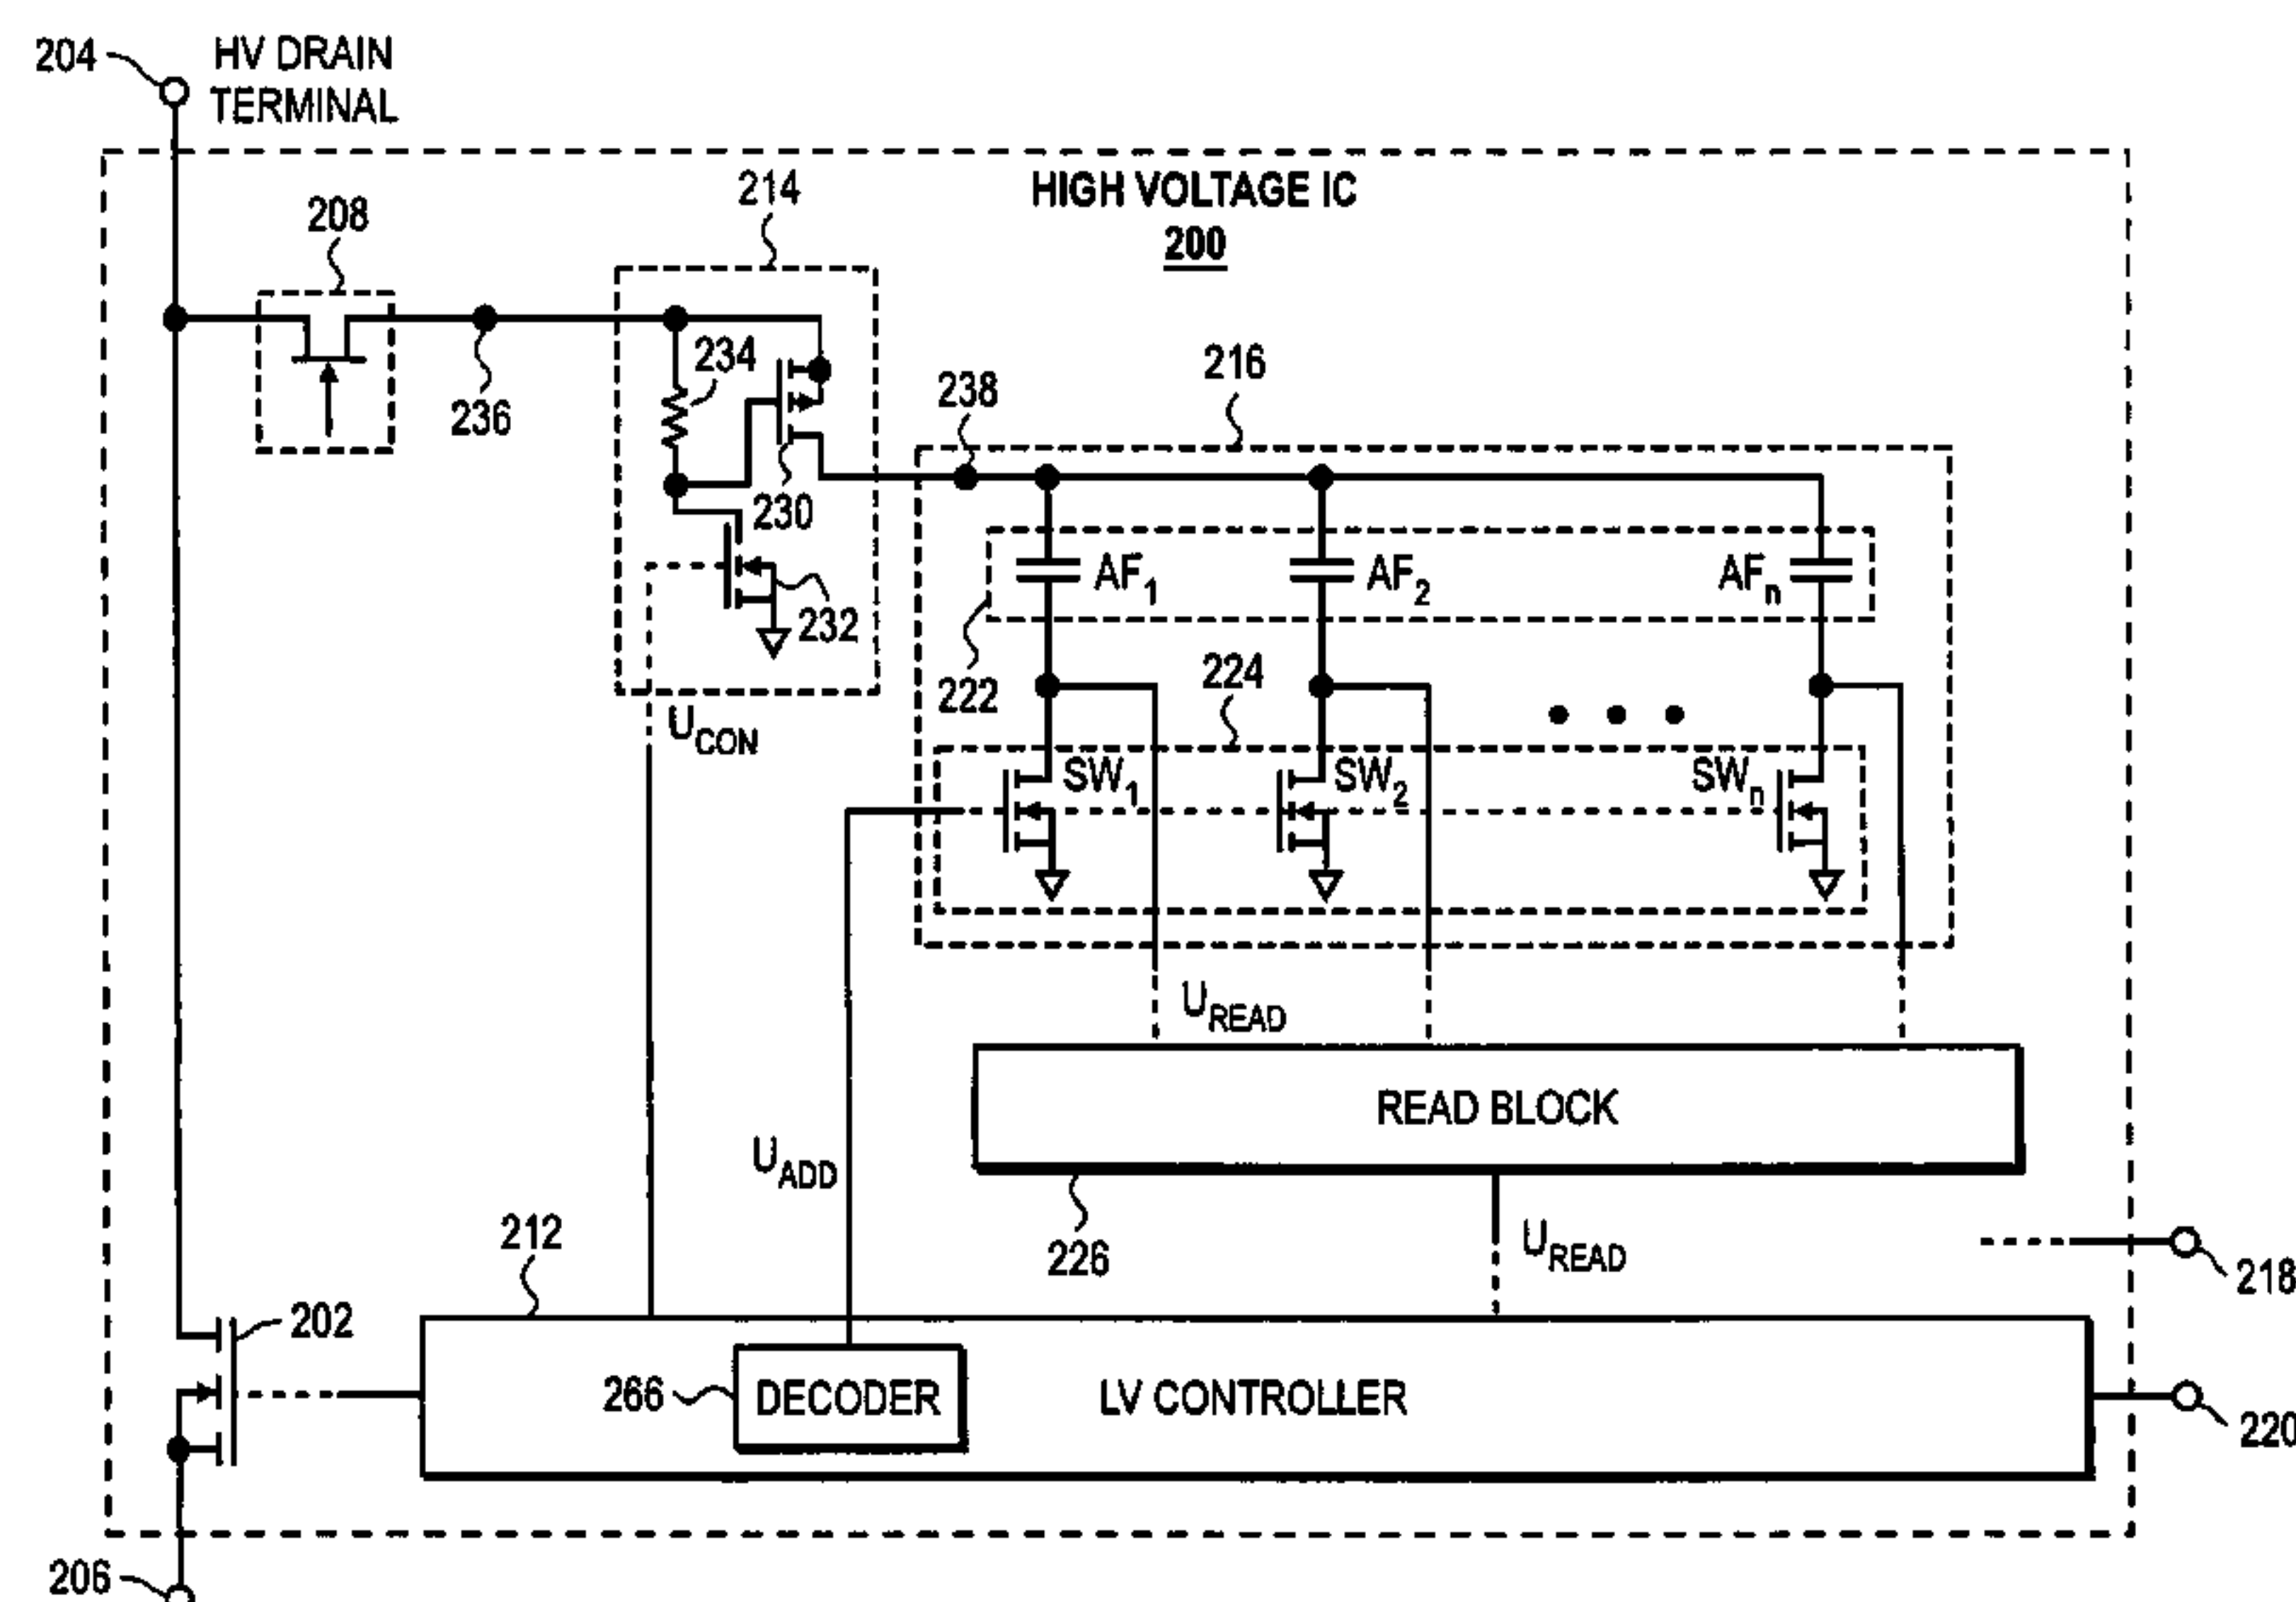 204
HV DRAIN
TERMINAL
HIGH VOLTAGE IC
200
208
214
234
236
230
232
238
216
AF1
AF2
AFn
222
224
SW1
SW2
SWn
UCON
UREAD
READ BLOCK
UADD
226
UREAD
218
212
202
266
DECODER
LV CONTROLLER
220
206